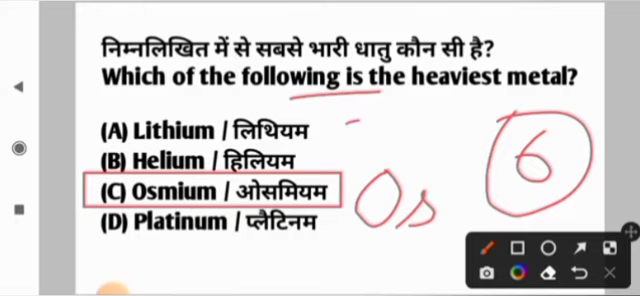 निम्नलिखित में से सबसे भारी धातु कौन सी है?
Which of the following is the heaviest metal?
(A) Lithium / लिथियम
(B) Helium / हिलियम
(C) Osmium / ओसमियम
(D) Platinum / प्लैटिनम
Os
6